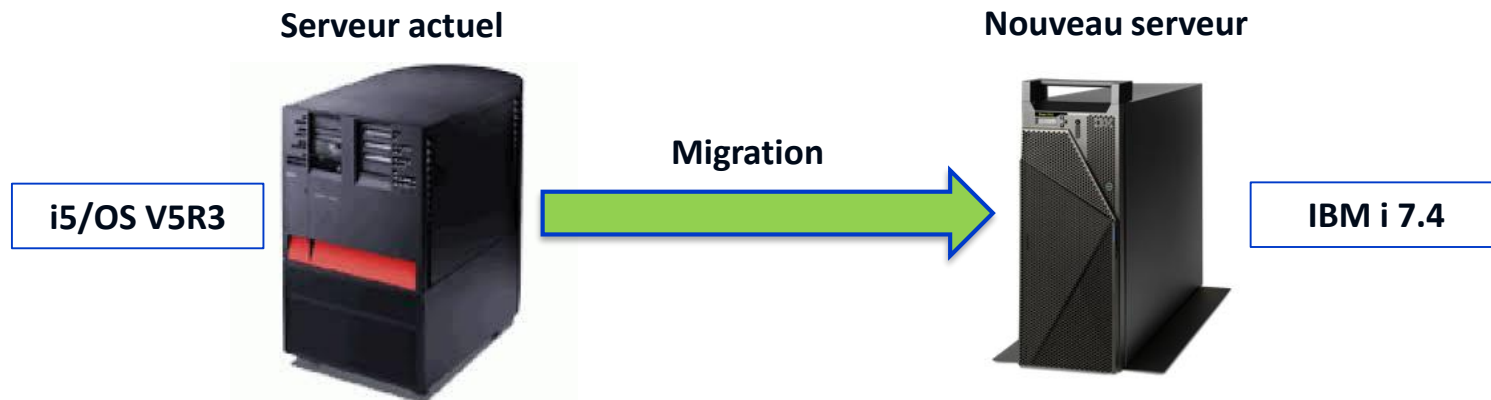 Serveur actuel
Nouveau serveur
Migration
i5/OS V5R3
IBM i 7.4